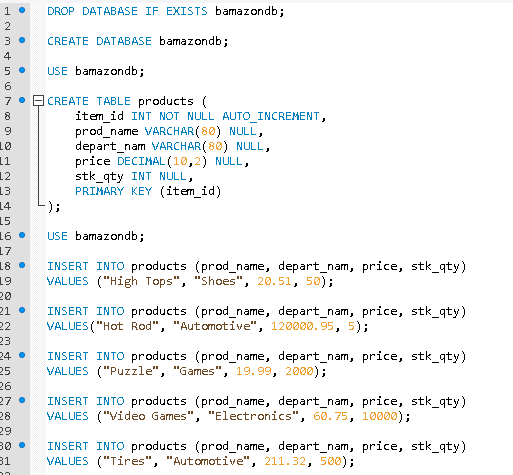 1 DROP DATABASE IF EXISTS bamazondb;
2
3 CREATE DATABASE bamazondb;
4
5 USE bamazondb;
6
7 CREATE TABLE products (
8 item_id INT NOT NULL AUTO_INCREMENT,
9 prod_name VARCHAR(80) NULL,
10 depart_nam VARCHAR(80) NULL,
11 price DECIMAL(10,2) NULL,
12 stk_qty INT NULL,
13 PRIMARY KEY (item_id)
14 );
15
16 USE bamazondb;
17
18 INSERT INTO products (prod_name, depart_nam, price, stk_qty)
19 VALUES ("High Tops", "Shoes", 20.51, 50);
20
21 INSERT INTO products (prod_name, depart_nam, price, stk_qty)
22 VALUES("Hot Rod", "Automotive", 120000.95, 5);
23
24 INSERT INTO products (prod_name, depart_nam, price, stk_qty)
25 VALUES ("Puzzle", "Games", 19.99, 2000);
26
27 INSERT INTO products (prod_name, depart_nam, price, stk_qty)
28 VALUES ("Video Games", "Electronics", 60.75, 10000);
29
30 INSERT INTO products (prod_name, depart_nam, price, stk_qty)
31 VALUES ("Tires", "Automotive", 211.32, 500);